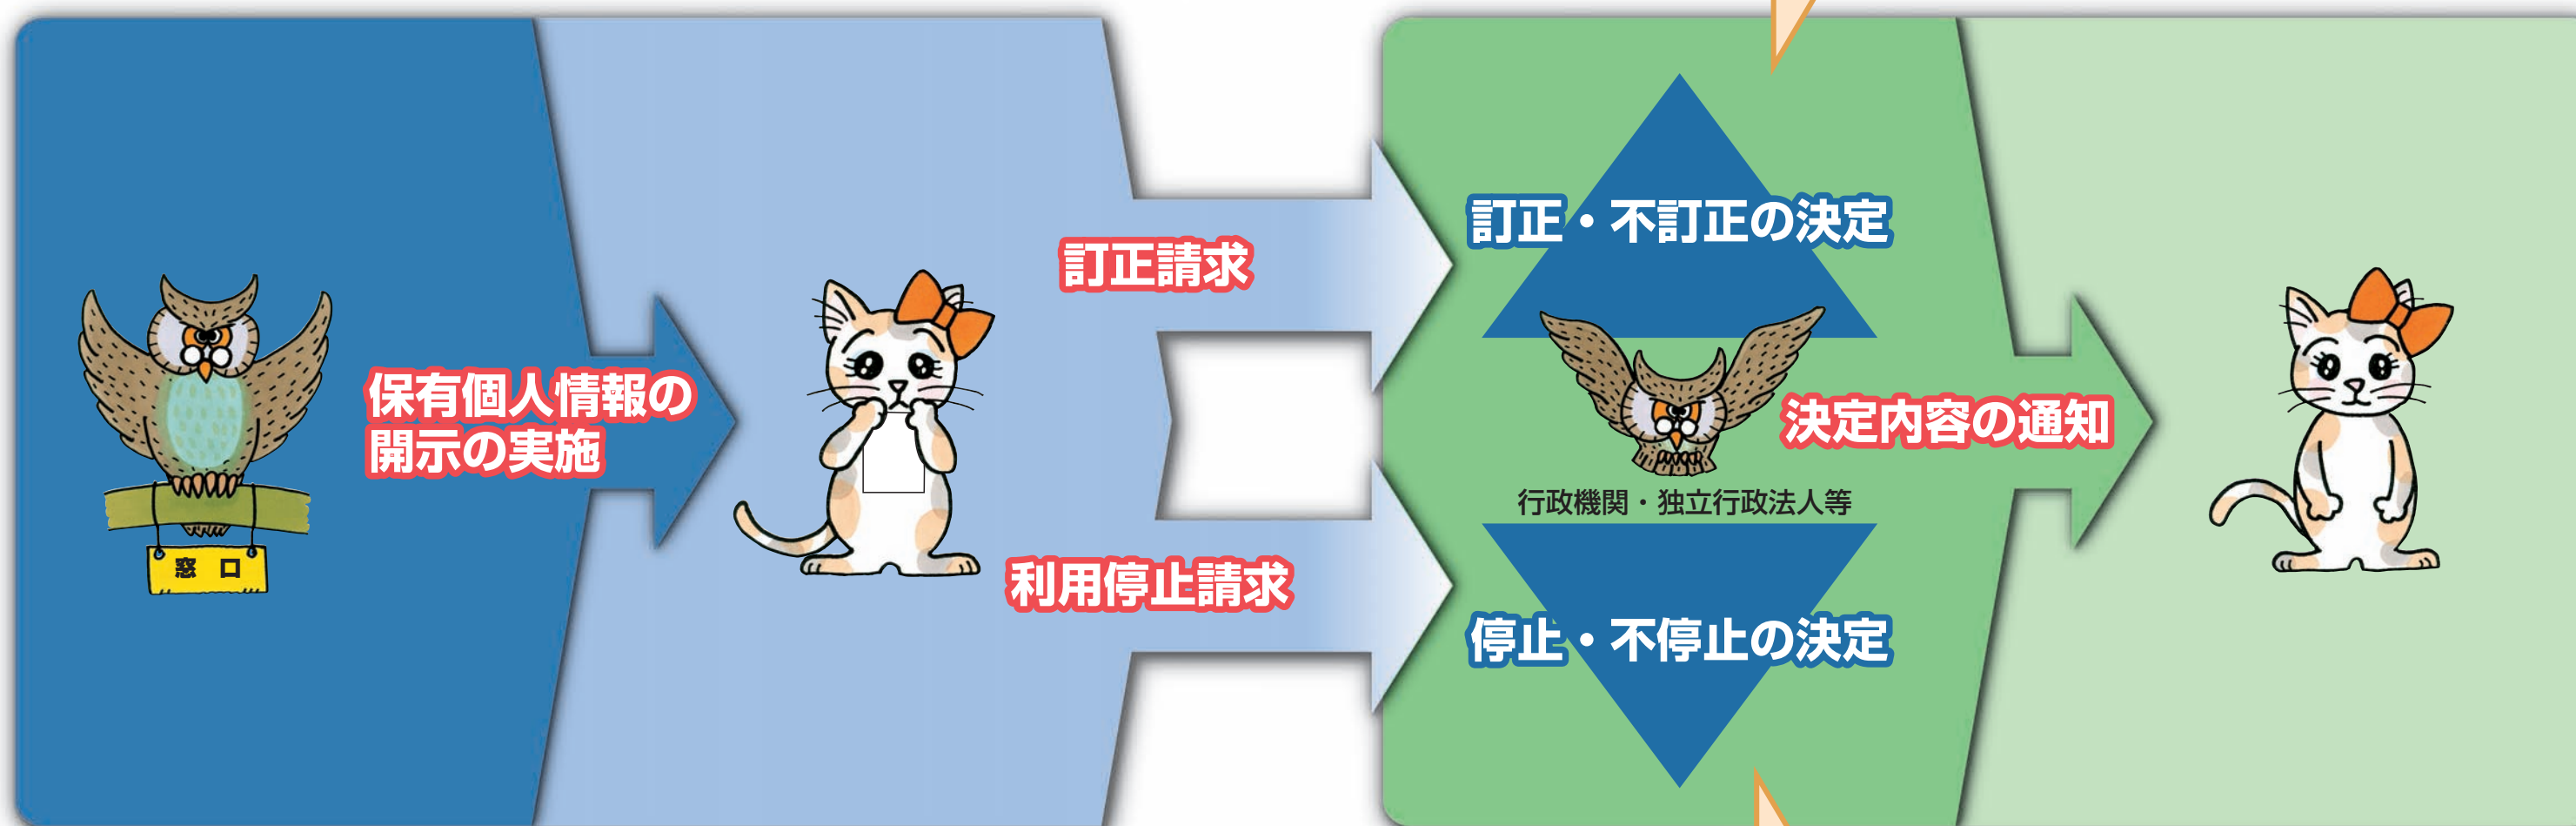 保有個人情報の
開示の実施
窓口
訂正請求
利用停止請求
訂正・不訂正の決定
行政機関・独立行政法人等
停止・不停止の決定
決定内容の通知